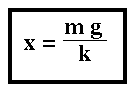 x = m g / k